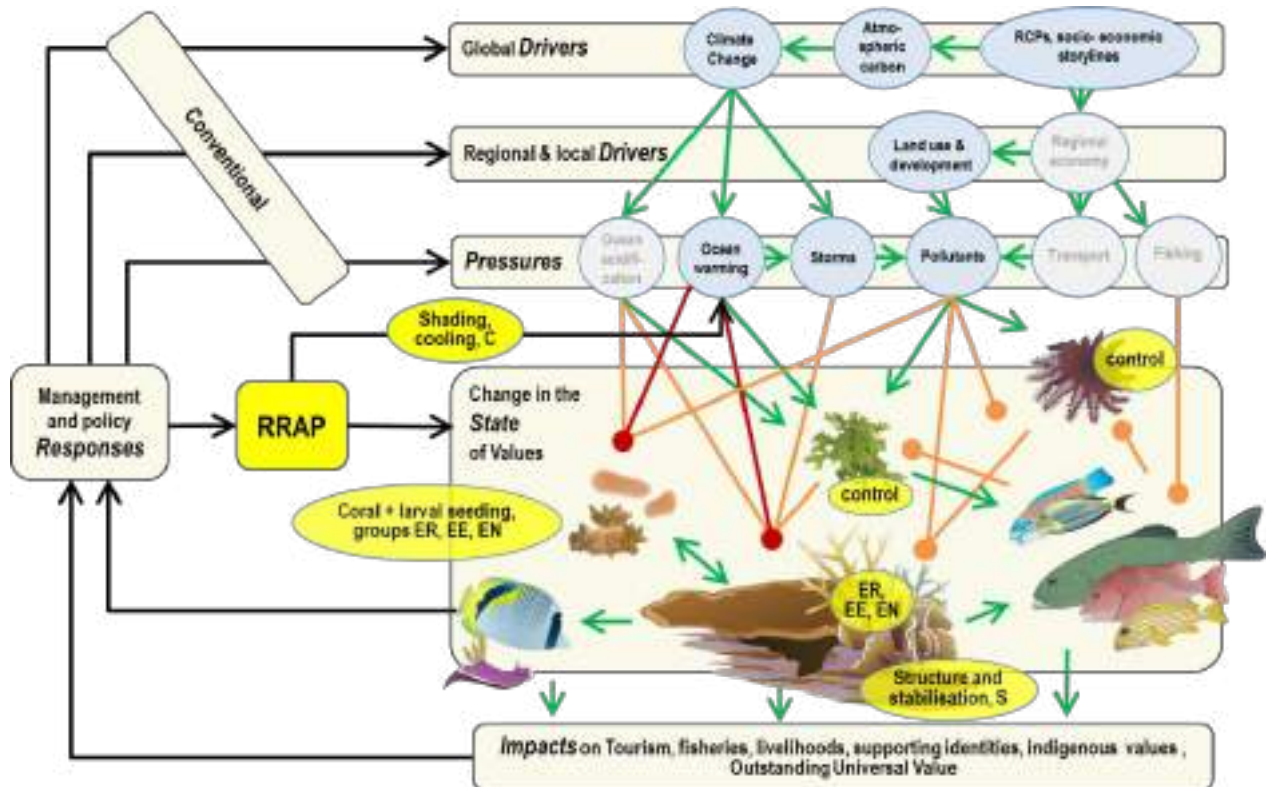 Global Drivers
Climate
Change
Atmo-
spheric
carbon
RCPs, socio- economic
storylines
Conventional
Regional & local Drivers
Land use &
development
Regional
economy
Pressures
Ocean
acidifi-
cation
Ocean
warming
Storms
Pollutants
Transport
Fishing
Shading,
cooling, C
control
Management
and policy
Responses
RRAP
Change in the
State
of Values
control
Coral + larval seeding,
groups ER, EE, EN
ER,
EE, EN
Structure and
stabilisation, S
Impacts on Tourism, fisheries, livelihoods, supporting identities, indigenous values ,
Outstanding Universal Value